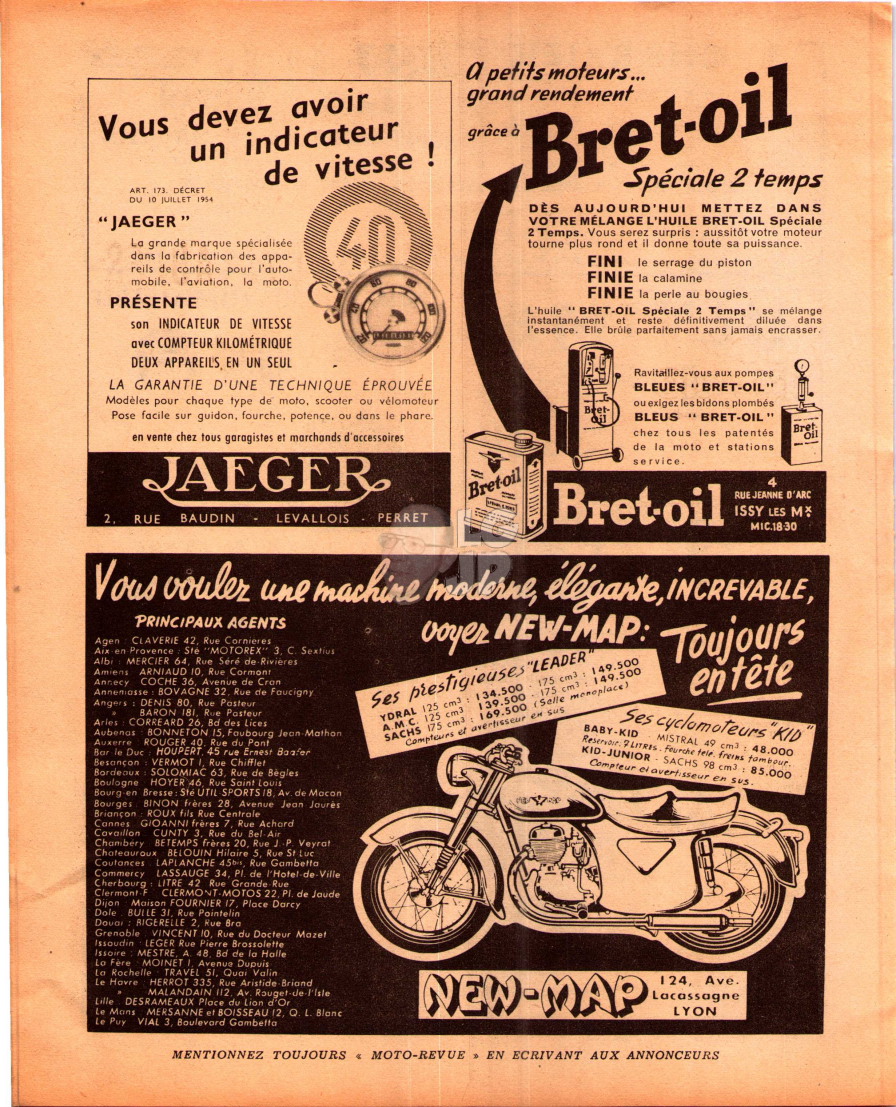 Vous devez avoir
un indicateur
de vitesse !
ART. 173. DÉCRET
DU 10 JUILLET 1954
40
"JAEGER"
La grande marque spécialisée
dans la fabrication des appa-
reils de contrôle pour l'auto-
mobile, l'aviation, la moto.
PRÉSENTE
son INDICATEUR DE VITESSE
avec COMPTEUR KILOMÉTRIQUE
DEUX APPAREILS EN UN SEUL
LA GARANTIE D'UNE TECHNIQUE ÉPROUVÉE
Modèles pour chaque type de moto, scooter ou vélomoteur
Pose facile sur guidon, fourche, potence, ou dans le phare.
en vente chez tous garagistes et marchands d'accessoires
JAEGER
2, RUE BAUDIN - LEVALLOIS - PERRET
A petits moteurs...
grand rendement
grâce à Bret-oil
Spéciale 2 temps
DÈS AUJOURD'HUI METTEZ DANS
VOTRE MÉLANGE L'HUILE BRET-OIL Spéciale
2 Temps. Vous serez surpris : aussitôt votre moteur
tourne plus rond et il donne toute sa puissance.
FINI le serrage du piston
FINIE la calamine
FINIE la perle au bougies
L'huile "BRET-OIL Spéciale 2 Temps" se mélange
instantanément et reste définitivement diluée dans
l'essence. Elle brûle parfaitement sans jamais encrasser.
Ravitaillez-vous aux pompes
BLEUES "BRET-OIL"
ou exigez les bidons plombés
BLEUS "BRET-OIL"
chez tous les patentés
de la moto et stations
service.
Bret-oil
Bret-oil
Bret-oil
Bret-oil
4
RUE JEANNE D'ARC
ISSY LES Mx
MIC.18-30
Vous voulez une machine moderne, élégante, INCREVABLE,
voyez NEW-MAP :
Toujours
en tête
PRINCIPAUX AGENTS
Agen : CLAVERIE 42, Rue Cornieres
Aix-en-Provence : Sté "MOTOREX" 3, C. Sextius
Albi : MERCIER 64, Rue Séré de Rivières
Amiens ARNIAUD 10, Rue Cormont
Annecy COCHE 36, Avenue de Cran
Annemasse : BOVAGNE 32, Rue de Faucigny
Angers : DENIS 80, Rue Pasteur
» BARON 181, Rue Pasteur
Arles : CORREARD 26, Bd des Lices
Aubenas : BONNETON 15, Faubourg Jean-Mathon
Auxerre ROUGER 40, Rue du Pont
Bar le Duc : HOUPERT, 45 rue Ernest
Besançon : VERMOT 1, Rue Chifflet
Bordeaux : SOLOMIAC 63, Rue de Bègles
Boulogne HOYER 46, Rue Saint Louis
Bourg-en-Bresse : Sté UTIL-SPORTS 18, Av. de Macon
Bourges : BINON frères 28, Avenue Jean Jaurès
Briançon : ROUX fils Rue Centrale
Cannes : GIOANNI frères 7, Rue Achard
Cavaillon CUNTY 3, Rue du Bel-Air
Chambéry BETEMPS frères 20, Rue J.-P. Veyrat
Chateauroux BELOUIN Hilaire 5, Rue St Luc
Coutances : LAPLANCHE 45bis, Rue Gambetta
Commercy LASSAUGE 34, Pl. de l'Hotel-de-Ville
Cherbourg : LITRE 42 Rue Grande-Rue
Clermont-F CLERMONT-MOTOS 22, Pl. de Jaude
Dijon Maison FOURNIER 17, Place Darcy
Dole : BULLE 31, Rue Pointelin
Douai : BIGERELLE 2, Rue Bra
Grenoble VINCENT 10, Rue du Docteur Mazet
Issoudin : LEGER Rue Pierre Brossolette
Issoire : MESTRE, A. 48, Bd de la Halle
La Fère MOINET 1, Avenue Dupuis
La Rochelle TRAVEL 51, Quai Valin
Le Havre HERROT 335, Rue Aristide-Briand
» MALANDAIN 112, Av. Rouget-de-l'Isle
Lille DESRAMEAUX Place du Lion d'Or
Le Mans MERSANNE et BOISSEAU 12, Q. L. Blanc
Le Puy VIAL 3, Boulevard Gambetta
Ses prestigieuses "LEADER"
YDRAL 125 cm3 : 134.500 - 175 cm3 : 149.500
A.M.C. 125 cm3 139.500 - 175 cm3 : 149.500
SACHS 175 cm3 : 169.500 (Selle monoplace)
Compteurs et avertisseur en sus
Ses cyclomoteurs "KID"
BABY-KID - MISTRAL 49 cm3 : 48.000
Réservoir, 9 LITRES. fourche télé. freins tambour.
KID-JUNIOR - SACHS 98 cm3 : 85.000
Compteur et avertisseur en sus.
NEW-MAP
124, Ave.
Lacassagne
LYON
MENTIONNEZ TOUJOURS « MOTO-REVUE » EN ECRIVANT AUX ANNONCEURS